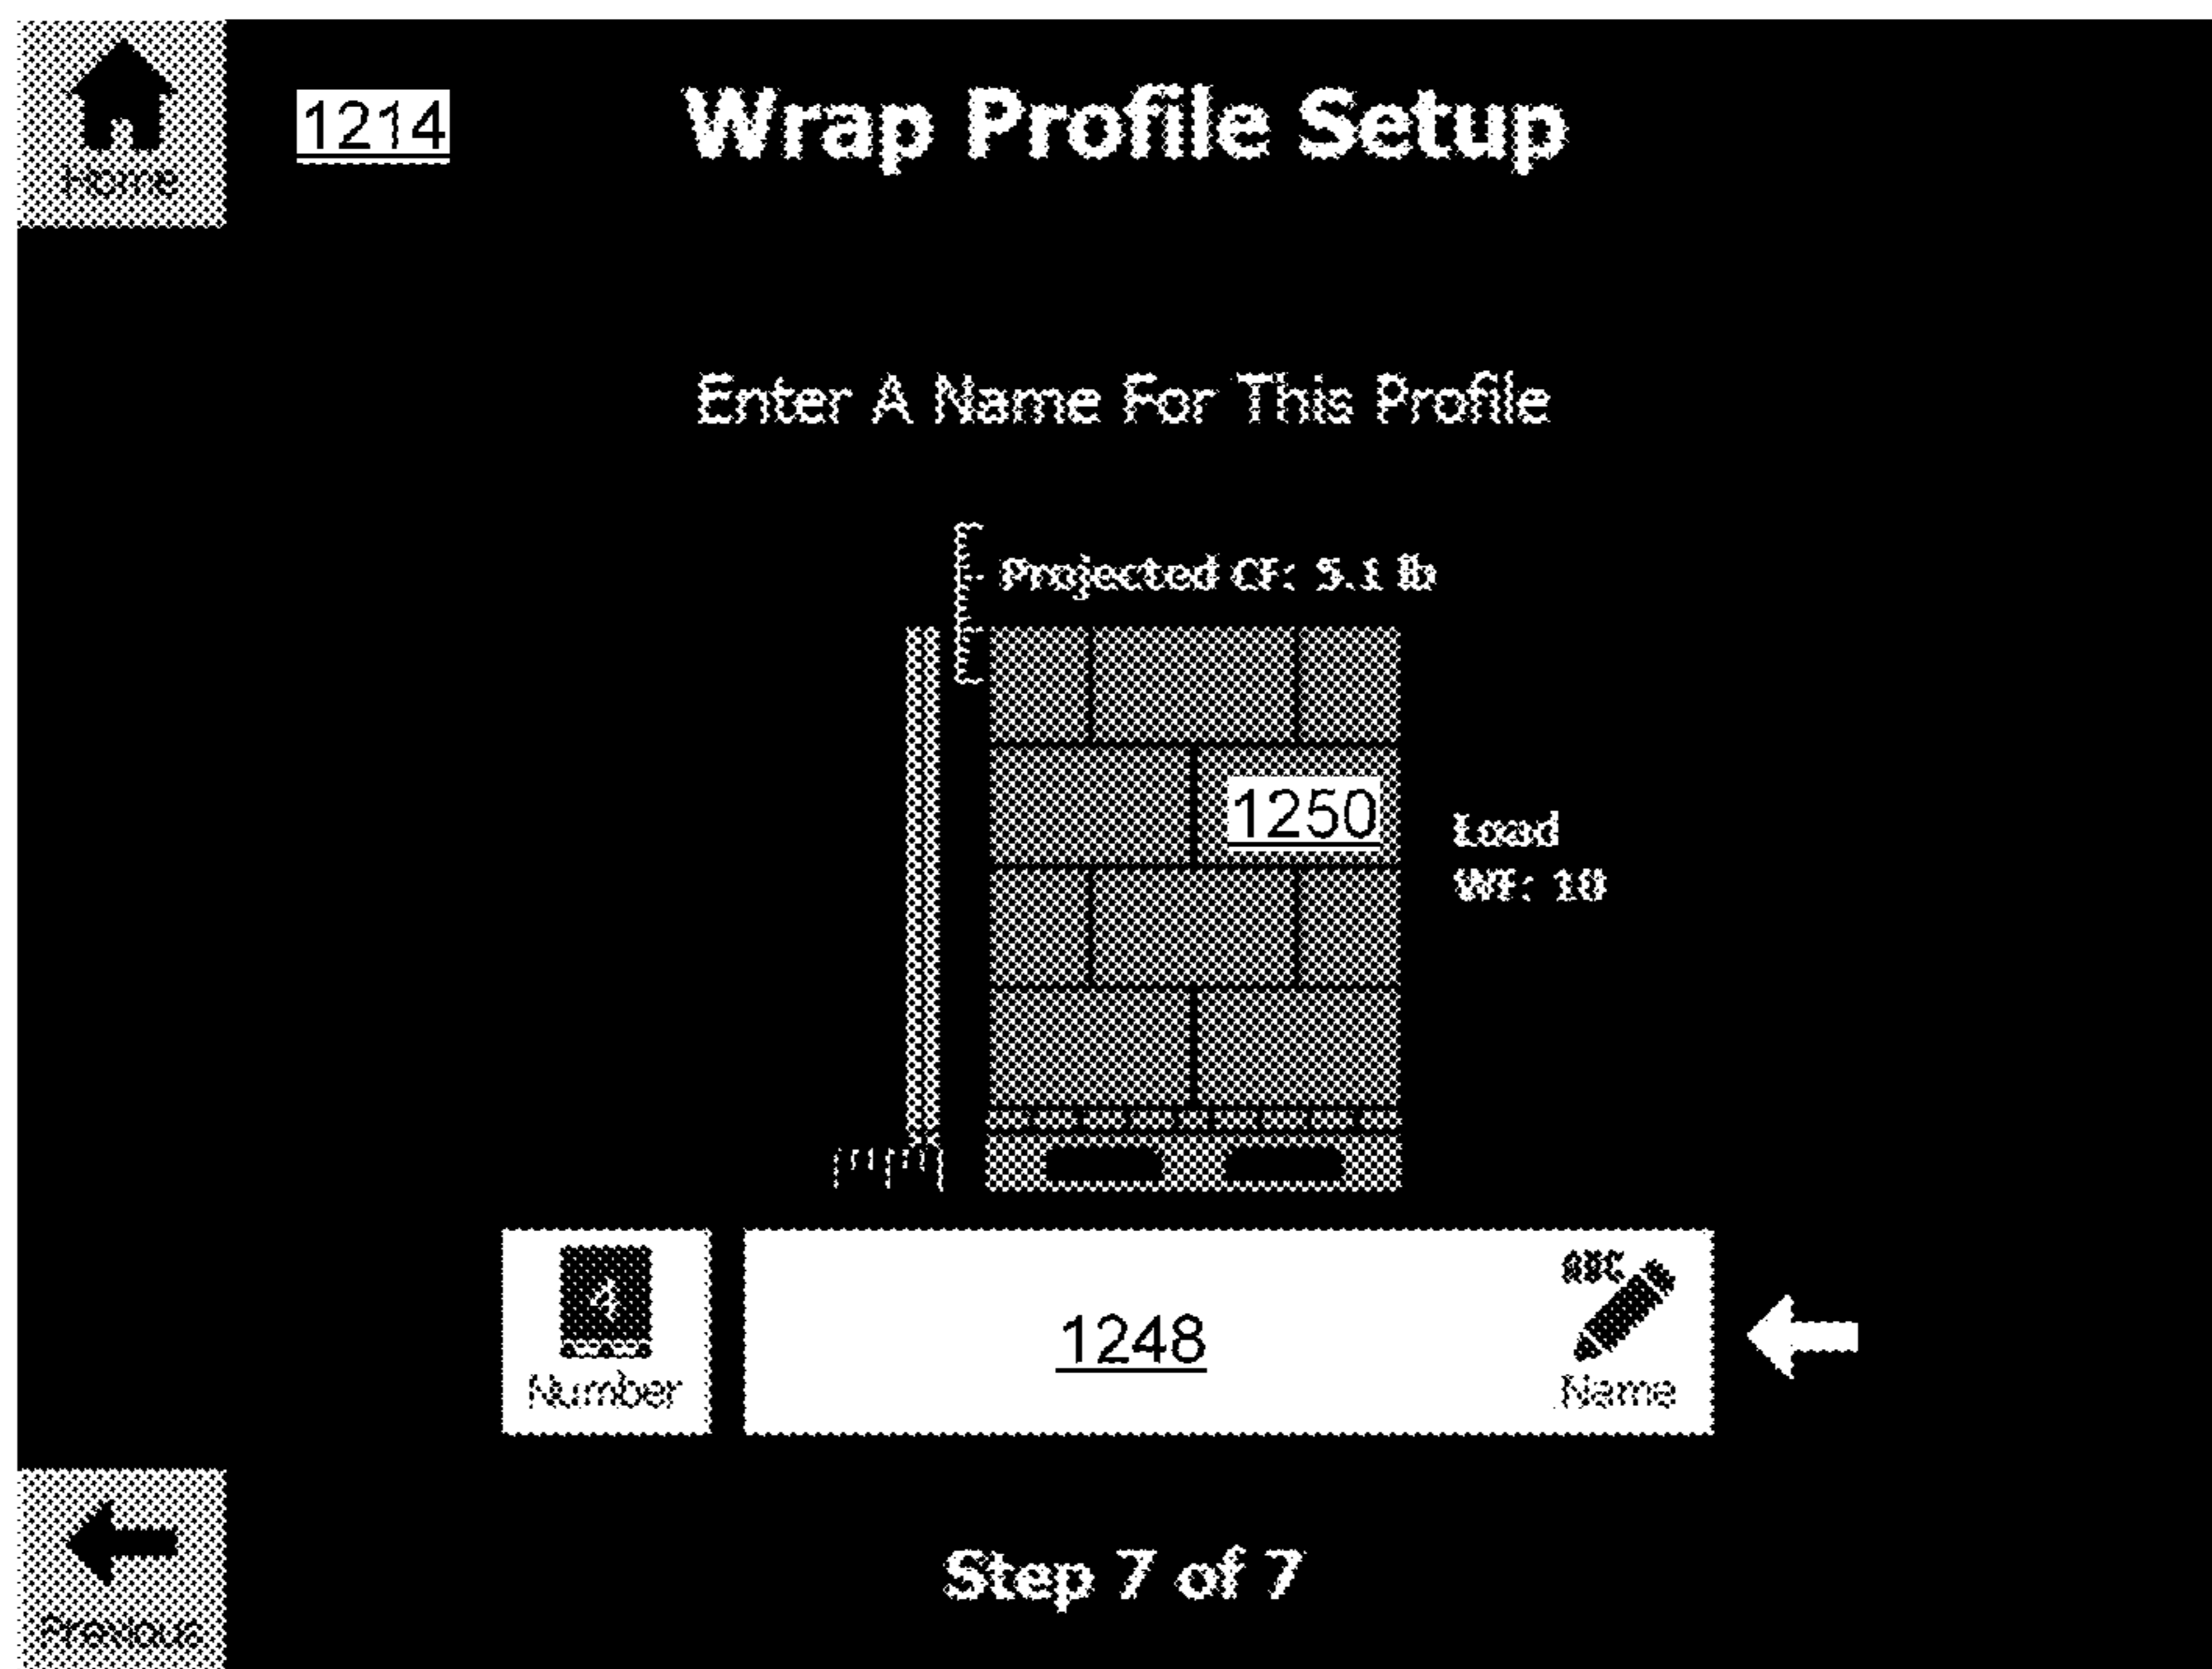 Home
1214
Wrap Profile Setup
Enter A Name For This Profile
Projected CF: 5.1 lb
1250
Load
WF: 10
ABC
1248
Number
Name
Previous
Step 7 of 7